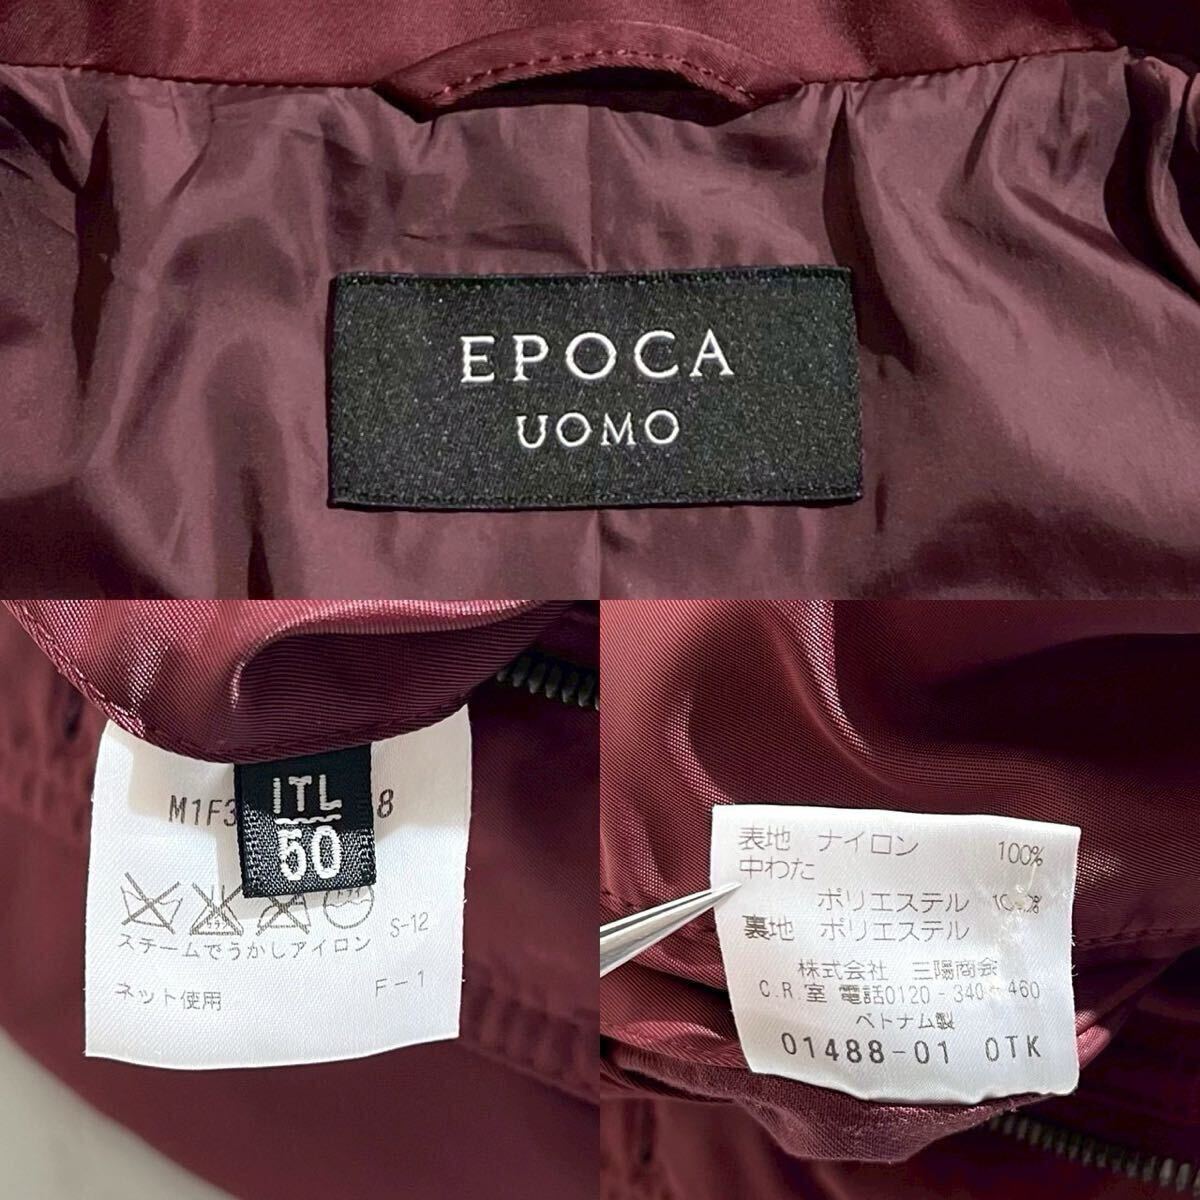 EPOCA
UOMO
ITL
50
M1F3 8
S-12
スチームでうかしアイロン
F-1
ネット使用
表地 ナイロン 100%
中わた
ポリエステル
裏地 ポリエステル
株式会社 三陽商会
C.R.室 電話0120-340-460
ベトナム製
01488-01 OTK